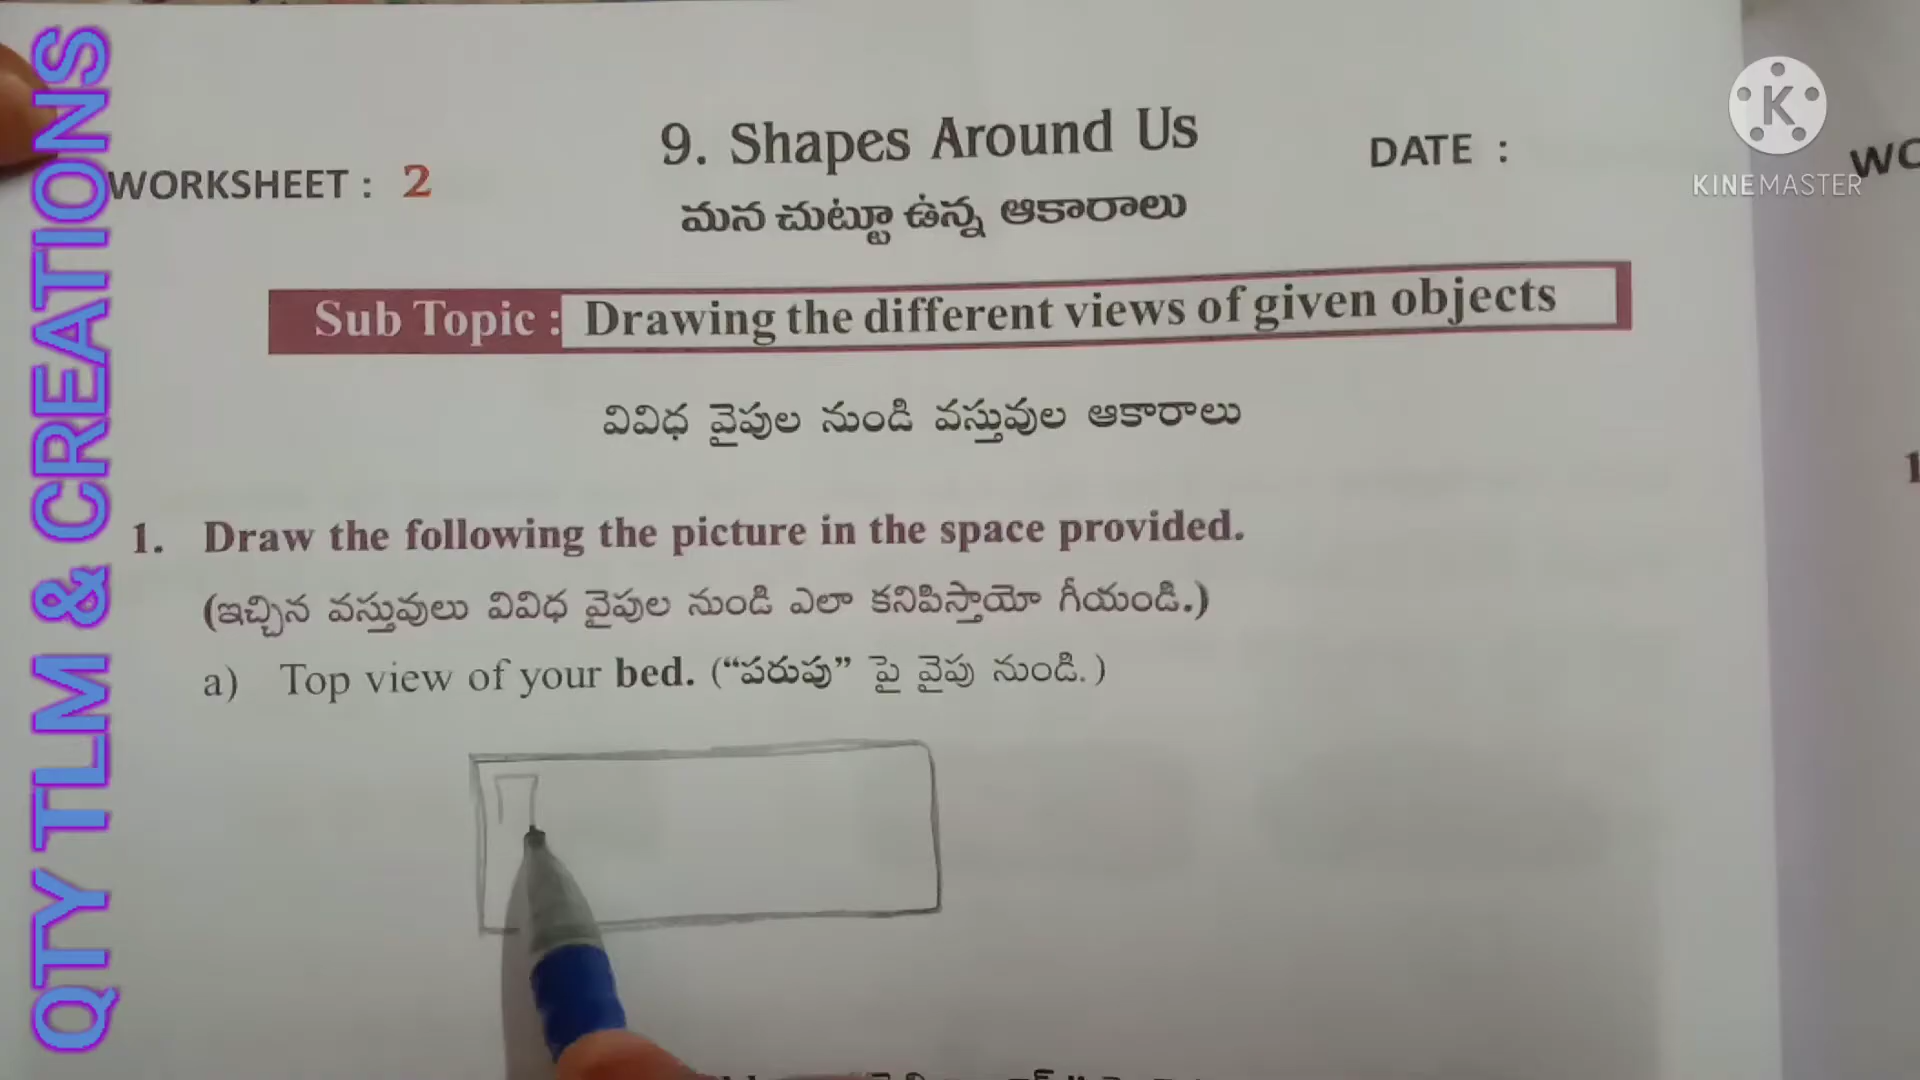 QTY TLM & CREATIONS
9. Shapes Around Us
WORKSHEET : 2
DATE :
మన చుట్టూ ఉన్న ఆకారాలు
Sub Topic : Drawing the different views of given objects
వివిధ వైపుల నుండి వస్తువుల ఆకారాలు
1. Draw the following the picture in the space provided.
(ఇచ్చిన వస్తువులు వివిధ వైపుల నుండి ఎలా కనిపిస్తాయో గీయండి.)
a) Top view of your bed. (“పరుపు” పై వైపు నుండి.)
K
KINEMASTER
1